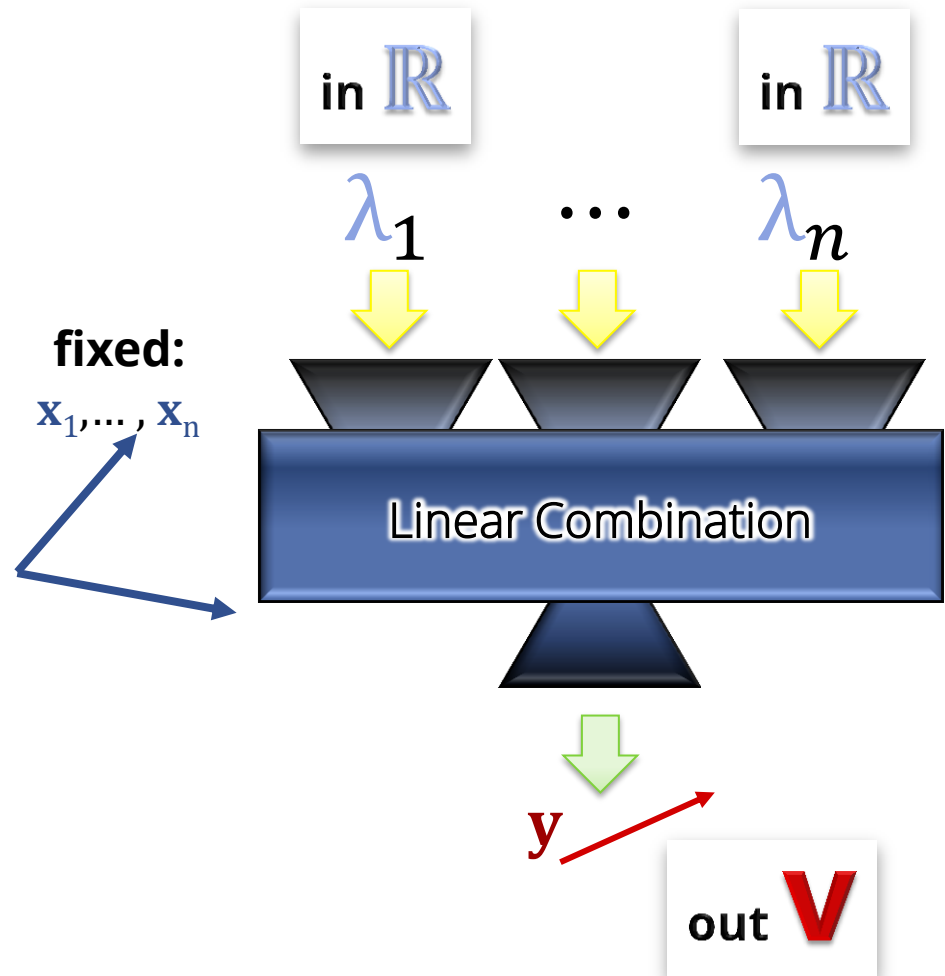 in ℝ in ℝ
λ1 … λn
fixed:
x1,… , xn
Linear Combination
y
out V